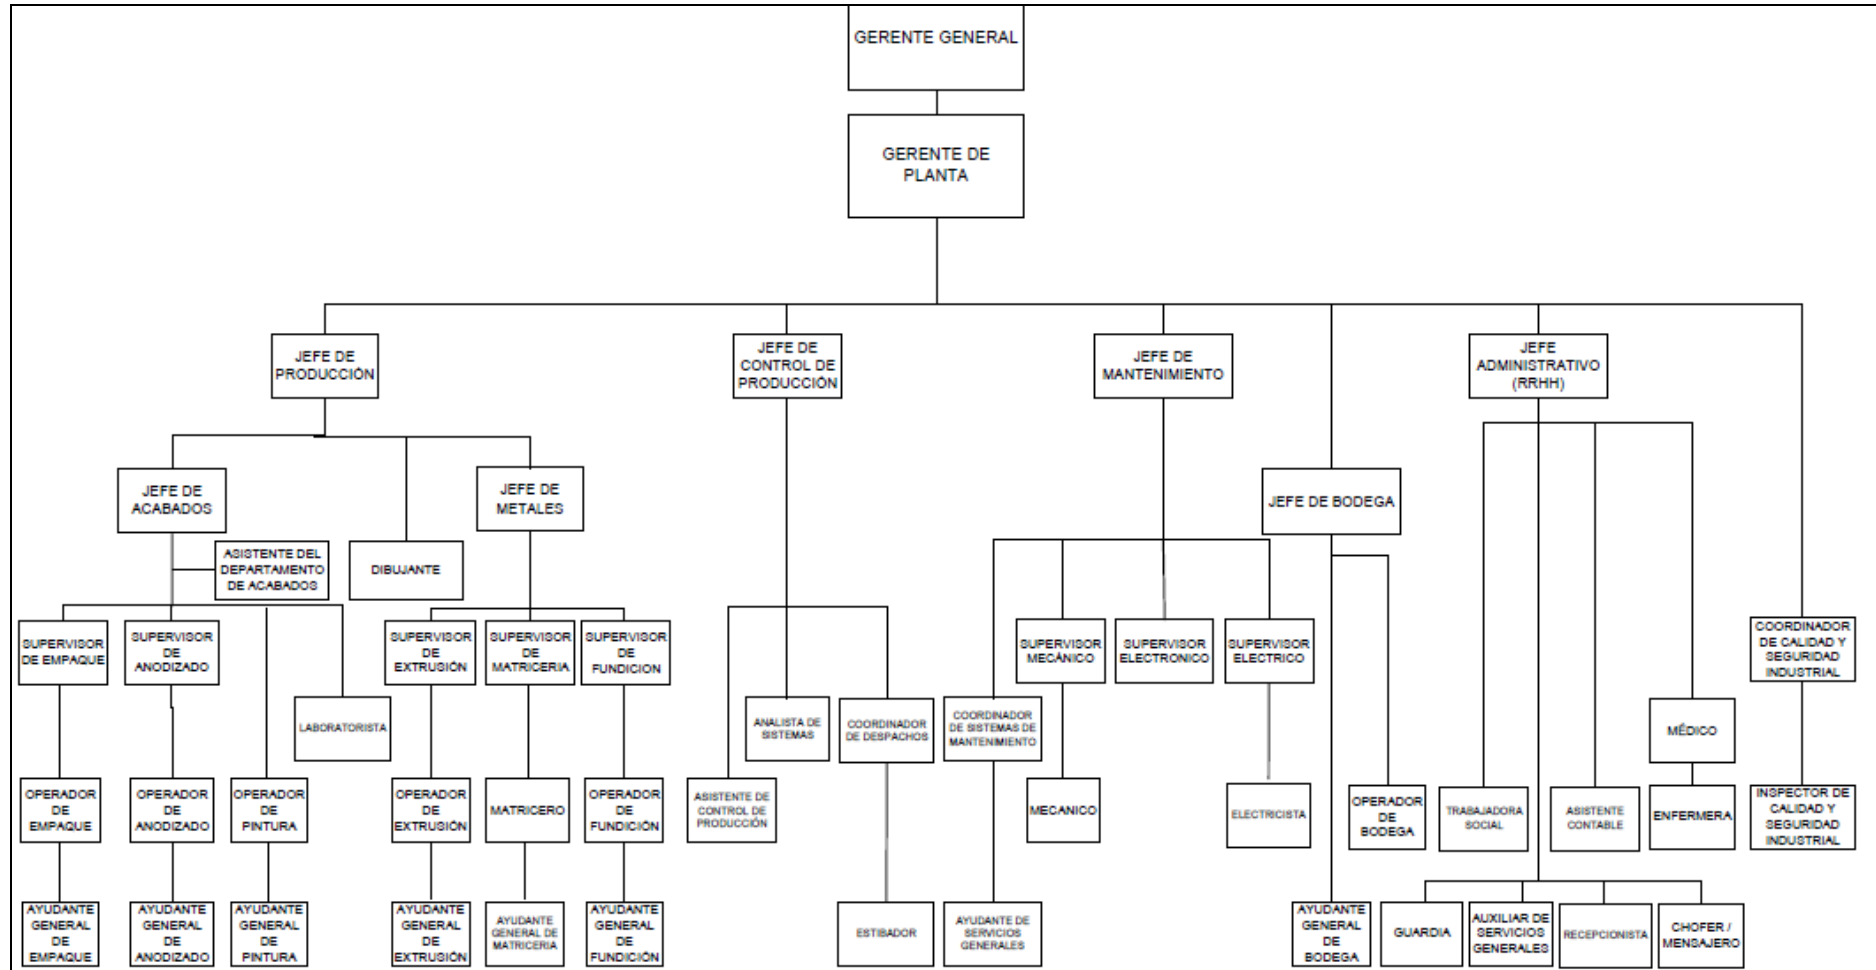 GERENTE GENERAL
GERENTE DE
PLANTA
JEFE DE
PRODUCCIÓN
JEFE DE
CONTROL DE
PRODUCCIÓN
JEFE DE
MANTENIMIENTO
JEFE
ADMINISTRATIVO
(RRHH)
JEFE DE
ACABADOS
JEFE DE
METALES
JEFE DE BODEGA
ASISTENTE DEL
DEPARTAMENTO
DE ACABADOS
DIBUJANTE
SUPERVISOR
DE EMPAQUE
SUPERVISOR
DE
ANODIZADO
SUPERVISOR
DE
EXTRUSIÓN
SUPERVISOR
DE
MATRICERIA
SUPERVISOR
DE
FUNDICION
SUPERVISOR
MECÁNICO
SUPERVISOR
ELECTRONICO
SUPERVISOR
ELECTRICO
COORDINADOR
DE CALIDAD Y
SEGURIDAD
INDUSTRIAL
LABORATORISTA
ANALISTA DE
SISTEMAS
COORDINADOR
DE DESPACHOS
COORDINADOR
DE SISTEMAS DE
MANTENIMIENTO
MÉDICO
OPERADOR
DE
EMPAQUE
OPERADOR
DE
ANODIZADO
OPERADOR
DE
PINTURA
OPERADOR
DE
EXTRUSIÓN
MATRICERO
OPERADOR
DE
FUNDICIÓN
ASISTENTE DE
CONTROL DE
PRODUCCIÓN
MECANICO
ELECTRICISTA
OPERADOR
DE
BODEGA
TRABAJADORA
SOCIAL
ASISTENTE
CONTABLE
ENFERMERA
INSPECTOR DE
CALIDAD Y
SEGURIDAD
INDUSTRIAL
AYUDANTE
GENERAL
DE
EMPAQUE
AYUDANTE
GENERAL
DE
ANODIZADO
AYUDANTE
GENERAL
DE
PINTURA
AYUDANTE
GENERAL
DE
EXTRUSIÓN
AYUDANTE
GENERAL DE
MATRICERIA
AYUDANTE
GENERAL
DE
FUNDICIÓN
ESTIBADOR
AYUDANTE DE
SERVICIOS
GENERALES
AYUDANTE
GENERAL
DE
BODEGA
GUARDIA
AUXILIAR DE
SERVICIOS
GENERALES
RECEPCIONISTA
CHOFER /
MENSAJERO